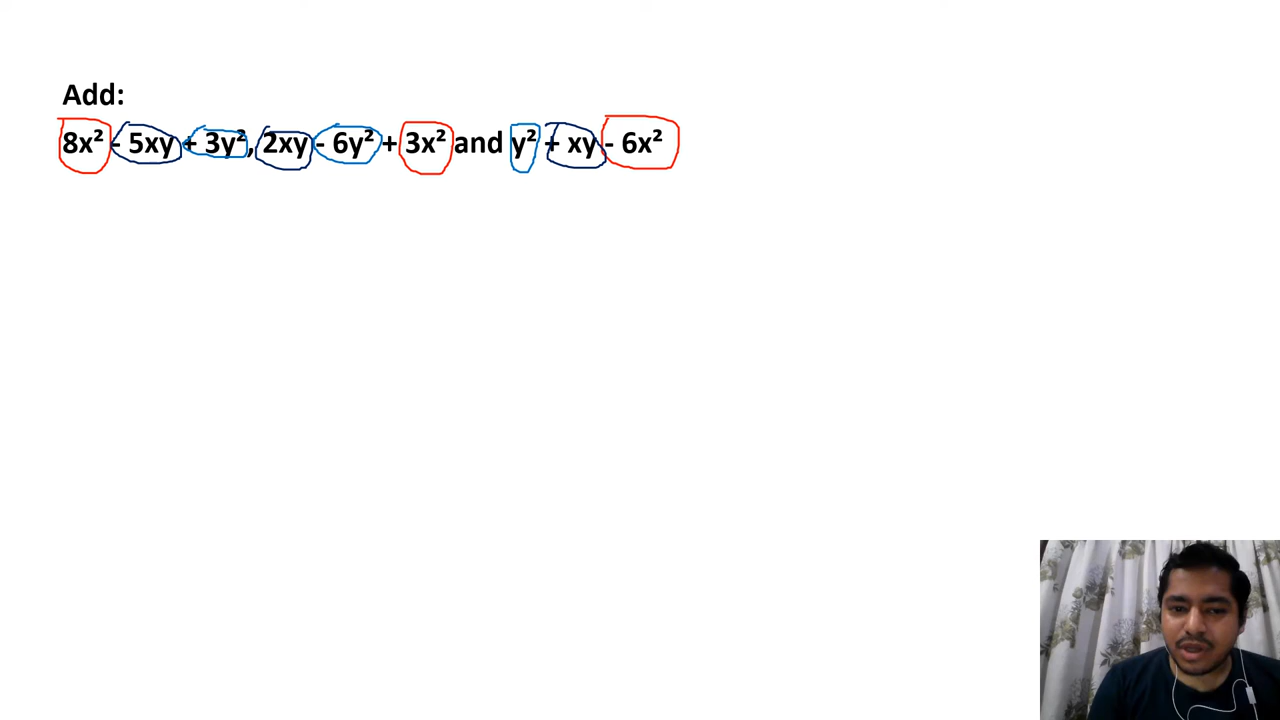 Add:
8x² - 5xy + 3y², 2xy - 6y² + 3x² and y² + xy - 6x²